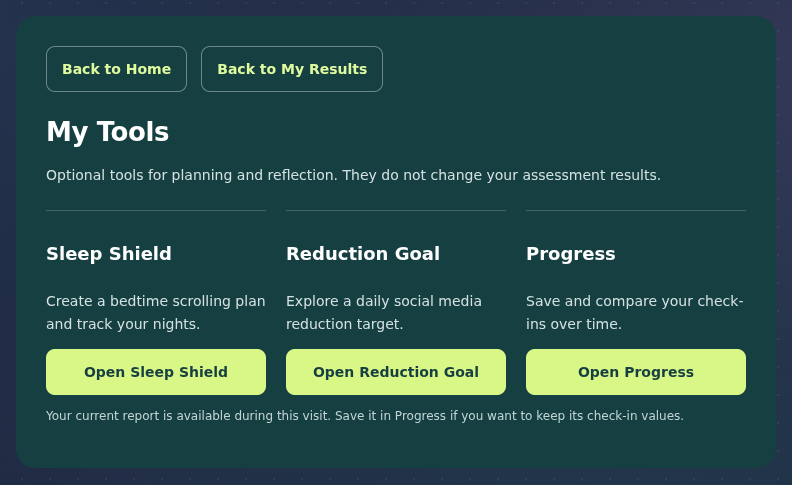 Back to Home
Back to My Results
My Tools
Optional tools for planning and reflection. They do not change your assessment results.
Sleep Shield
Create a bedtime scrolling plan
and track your nights.
Open Sleep Shield
Reduction Goal
Explore a daily social media
reduction target.
Open Reduction Goal
Progress
Save and compare your check-
ins over time.
Open Progress
Your current report is available during this visit. Save it in Progress if you want to keep its check-in values.